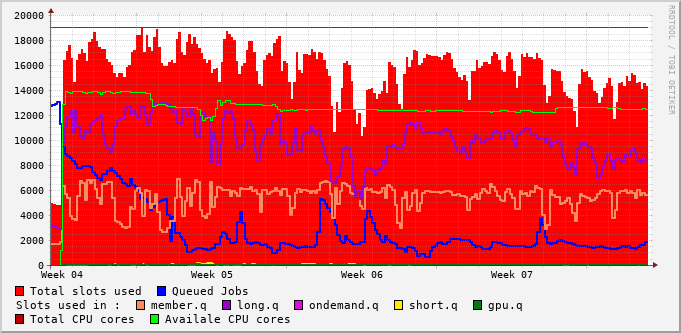 20000
18000
16000
14000
12000
10000
8000
6000
4000
2000
0
Week 04 Week 05 Week 06 Week 07
Total slots used Queued Jobs
Slots used in : member.q long.q ondemand.q short.q gpu.q
Total CPU cores Availale CPU cores
RRDTOOL / TOBI OETIKER